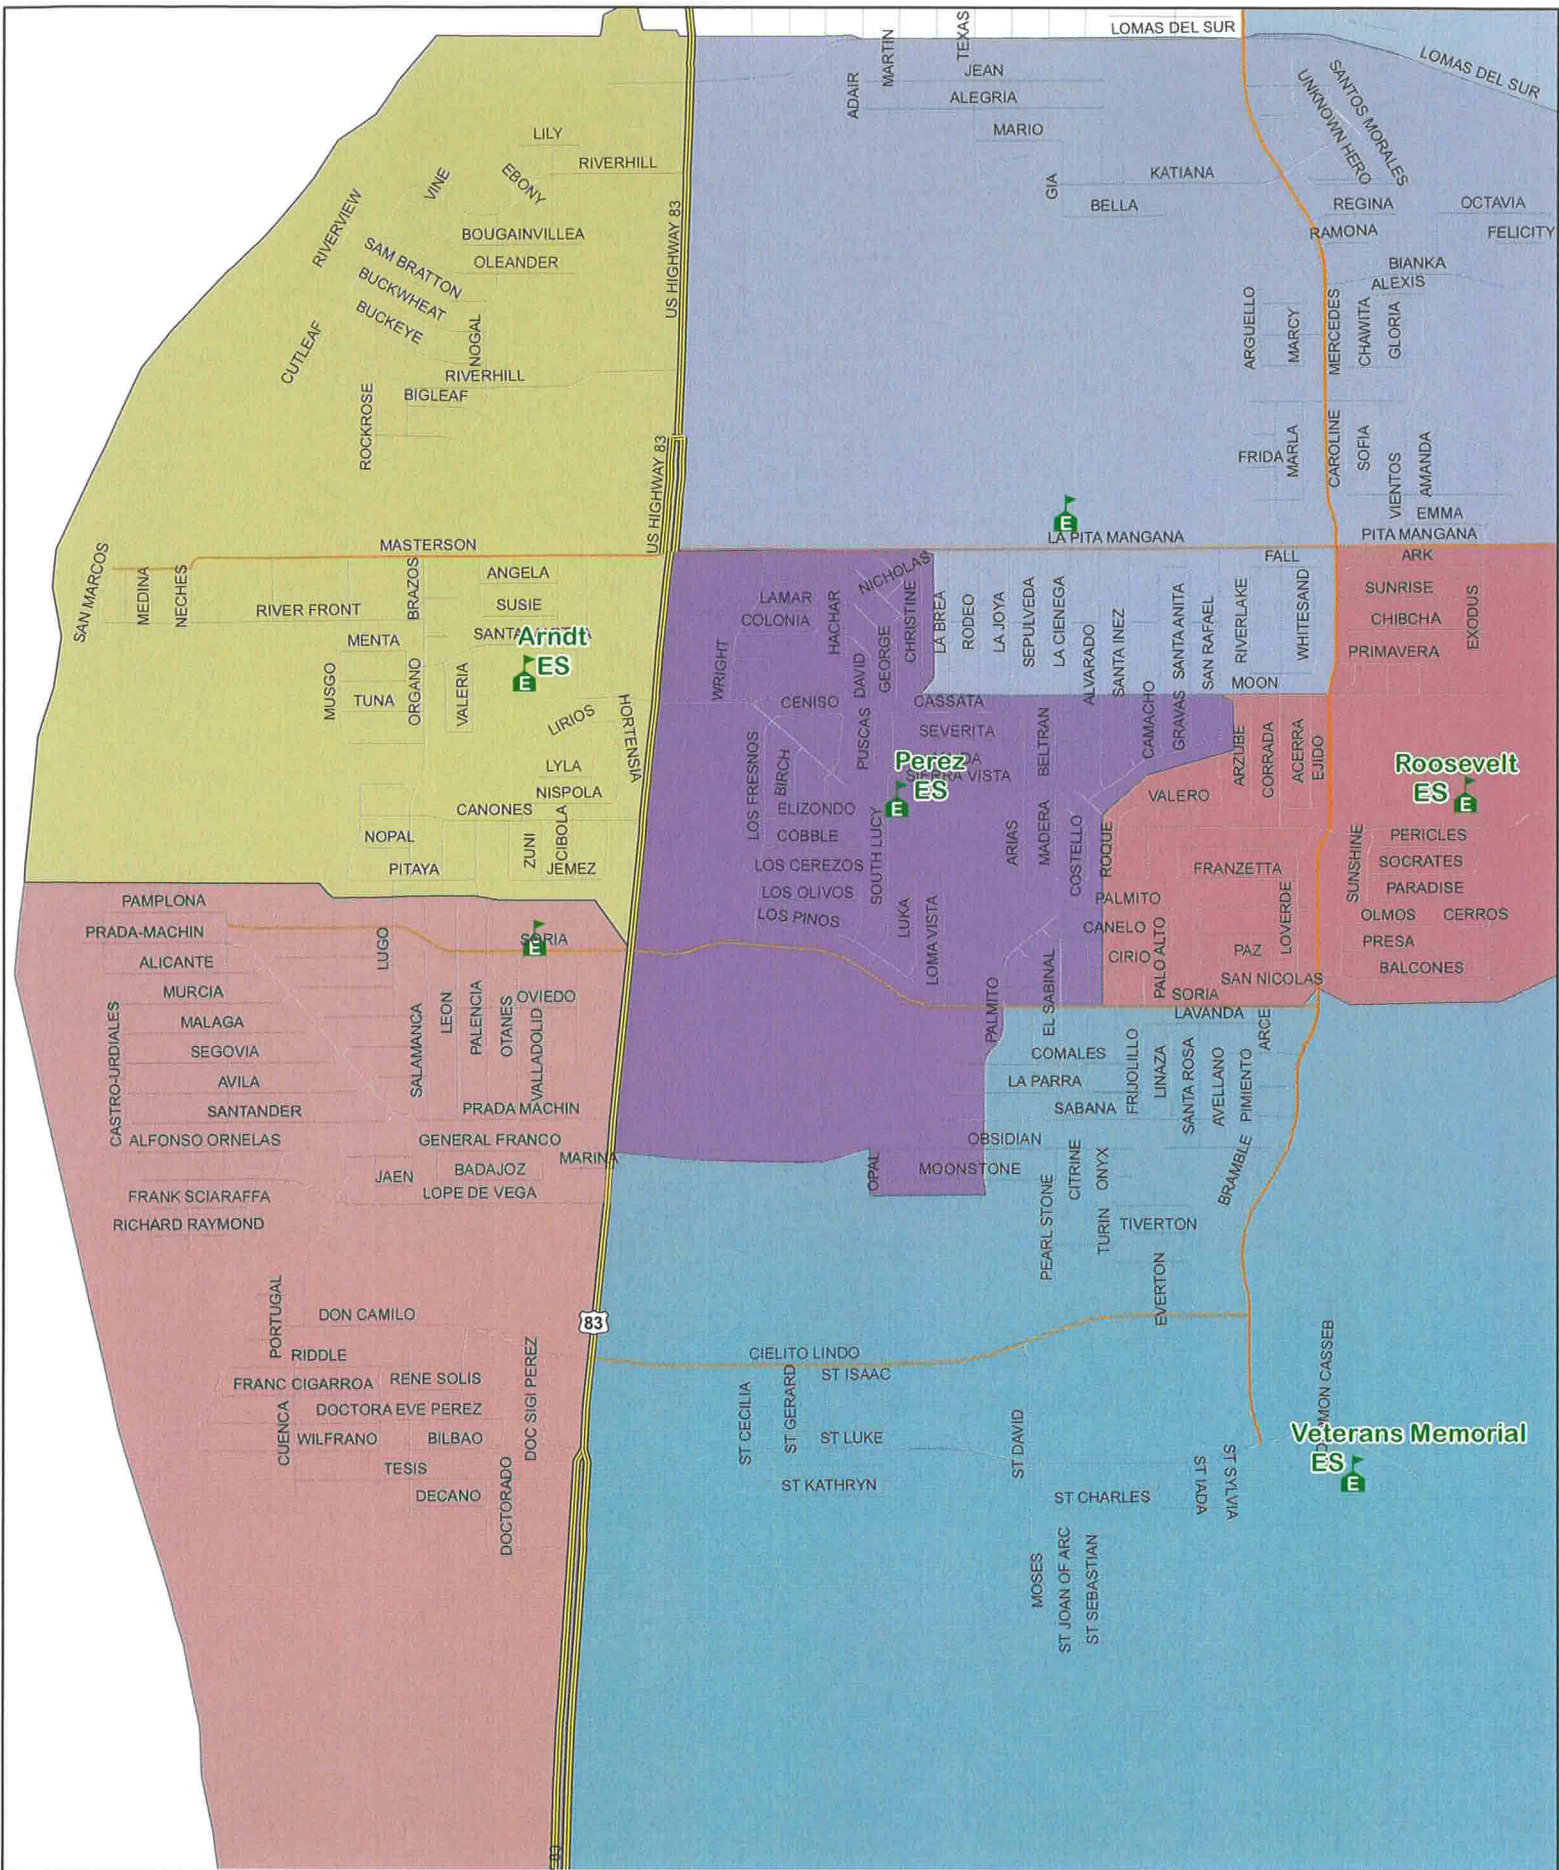 LOMAS DEL SUR
TEXAS
MARTIN
ADAIR
JEAN
ALEGRIA
MARIO
LOMAS DEL SUR
SANTOS MORALES
UNKNOWN HERO
LILY
RIVERHILL
EBONY
VINE
RIVERVIEW
BOUGAINVILLEA
OLEANDER
SAM BRATTON
BUCKWHEAT
BUCKEYE
NOGAL
CUTLEAF
RIVERHILL
BIGLEAF
ROCKROSE
US HIGHWAY 83
US HIGHWAY 83
GIA
KATIANA
BELLA
REGINA
OCTAVIA
RAMONA
FELICITY
BIANKA
ALEXIS
ARGUELLO
MARCY
MERCEDES
CHAWITA
GLORIA
FRIDA
MARLA
CAROLINE
SOFIA
VIENTOS
AMANDA
EMMA
E
LA PITA MANGANA
PITA MANGANA
MASTERSON
SAN MARCOS
MEDINA
NECHES
RIVER FRONT
BRAZOS
ANGELA
SUSIE
MENTA
Arndt
ES
E
MUSGO
TUNA
ORGANO
VALERIA
LIRIOS
HORTENSIA
LYLA
NISPOLA
CANONES
NOPAL
ZUNI
CIBOLA
PITAYA
JEMEZ
NICHOLAS
LAMAR
COLONIA
HACHAR
CHRISTINE
GEORGE
DAVID
WRIGHT
CENISO
PUSCAS
CASSATA
SEVERITA
SIERRA VISTA
Perez
ES
E
LOS FRESNOS
BIRCH
ELIZONDO
COBBLE
LOS CEREZOS
LOS OLIVOS
LOS PINOS
SOUTH LUCY
LUKA
LOMA VISTA
ARIAS
MADERA
BELTRAN
COSTELLO
ROQUE
PALMITO
EL SABINAL
LA BREA
RODEO
LA JOYA
SEPULVEDA
LA CIENEGA
ALVARADO
SANTA INEZ
CAMACHO
SANTA ANITA
GRAVAS
SAN RAFAEL
RIVERLAKE
WHITESAND
FALL
MOON
ARK
SUNRISE
CHIBCHA
PRIMAVERA
EXODUS
ARZUBE
CORRADA
ACERRA
EJIDO
VALERO
FRANZETTA
PALMITO
CANELO
CIRIO
PALO ALTO
PAZ
LOVERDE
SAN NICOLAS
SORIA
Roosevelt
ES
E
SUNSHINE
PERICLES
SOCRATES
PARADISE
OLMOS
CERROS
PRESA
BALCONES
PAMPLONA
PRADA-MACHIN
ALICANTE
MURCIA
MALAGA
SEGOVIA
AVILA
SANTANDER
ALFONSO ORNELAS
CASTRO-URDIALES
FRANK SCIARAFFA
RICHARD RAYMOND
LUGO
SORIA
E
OVIEDO
SALAMANCA
LEON
PALENCIA
OTANES
VALLADOLID
PRADA MACHIN
GENERAL FRANCO
BADAJOZ
MARINA
JAEN
LOPE DE VEGA
PORTUGAL
DON CAMILO
RIDDLE
FRANC CIGARROA
RENE SOLIS
DOCTORA EVE PEREZ
CUENCA
WILFRANO
BILBAO
TESIS
DECANO
DOCTORADO
DOC SIGI PEREZ
83
83
LAVANDA
ARCE
COMALES
LA PARRA
SABANA
FRIJOLILLO
LINAZA
SANTA ROSA
AVELLANO
PIMIENTO
OBSIDIAN
MOONSTONE
OPAL
CITRINE
ONYX
PEARL STONE
TURIN
TIVERTON
BRAMBLE
EVERTON
CIELITO LINDO
ST ISAAC
ST CECILIA
ST GERARD
ST LUKE
ST KATHRYN
ST DAVID
ST CHARLES
ST IADA
ST SYLVIA
MOSES
ST JOAN OF ARC
ST SEBASTIAN
Veterans Memorial
ES
E